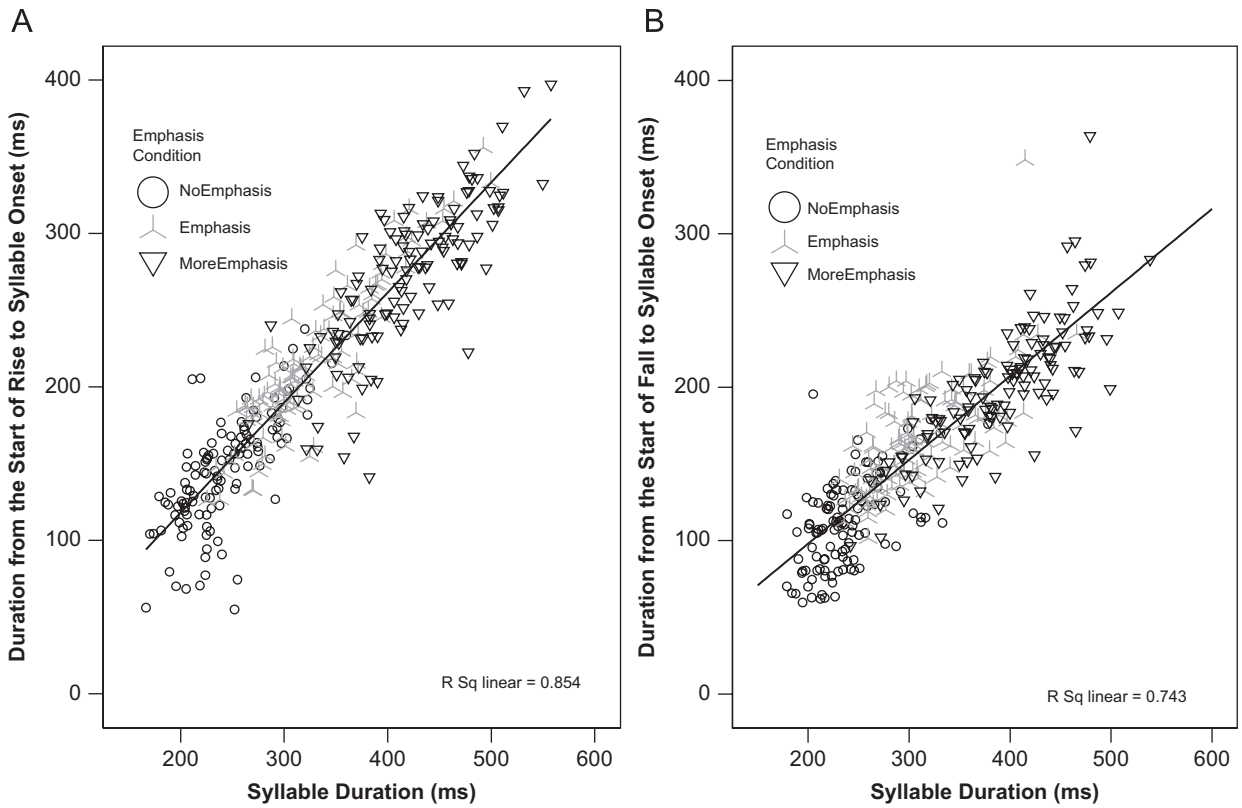 A
Duration from the Start of Rise to Syllable Onset (ms)
400
300
200
100
0
Emphasis
Condition
NoEmphasis
Emphasis
MoreEmphasis
R Sq linear = 0.854
200 300 400 500 600
Syllable Duration (ms)
B
Duration from the Start of Fall to Syllable Onset (ms)
400
300
200
100
0
Emphasis
Condition
NoEmphasis
Emphasis
MoreEmphasis
R Sq linear = 0.743
200 300 400 500 600
Syllable Duration (ms)